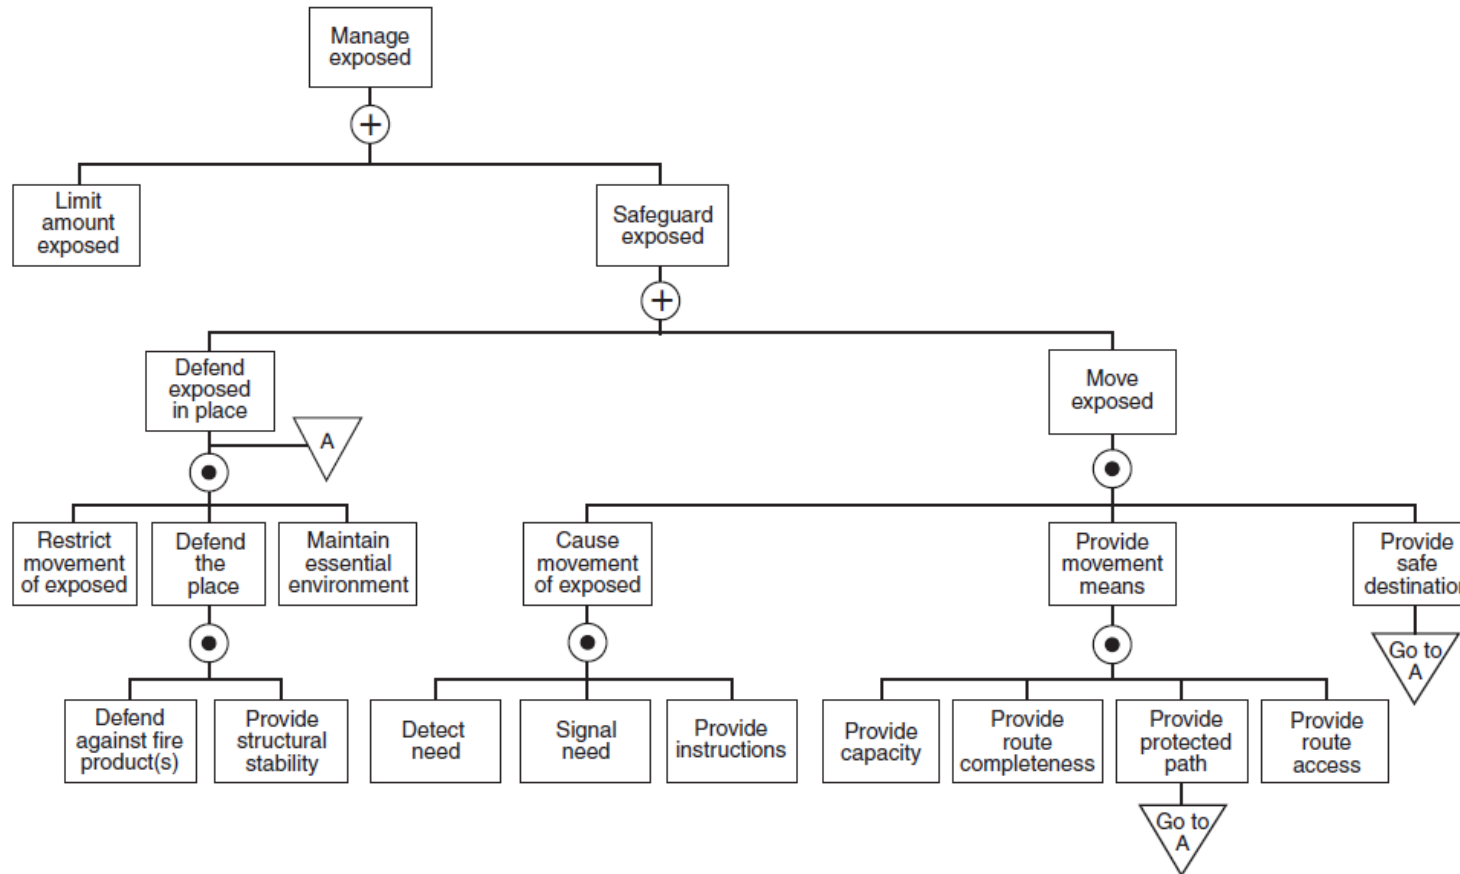 Manage
exposed
+
Limit
amount
exposed
Safeguard
exposed
+
Defend
exposed
in place
A
Move
exposed
Restrict
movement
of exposed
Defend
the
place
Maintain
essential
environment
Cause
movement
of exposed
Provide
movement
means
Provide
safe
destination
Go to
A
Defend
against fire
product(s)
Provide
structural
stability
Detect
need
Signal
need
Provide
instructions
Provide
capacity
Provide
route
completeness
Provide
protected
path
Provide
route
access
Go to
A